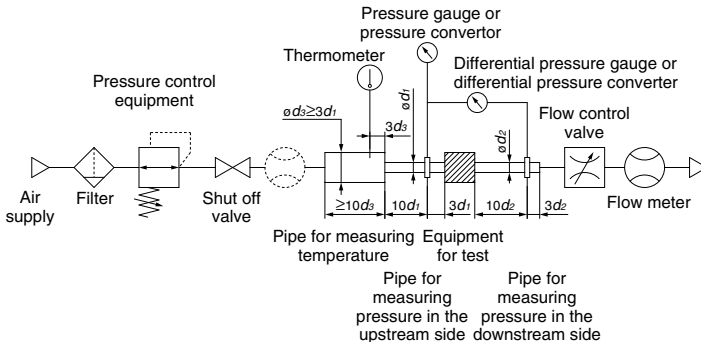 Pressure gauge or
pressure convertor
Thermometer
Differential pressure gauge or
differential pressure converter
Pressure control
equipment
ød3≥3d1
3d3
ød1
ød2
Flow control
valve
Air
supply
Filter
Shut off
valve
≥10d3
10d1
3d1
10d2
3d2
Flow meter
Pipe for measuring
temperature
Equipment
for test
Pipe for
measuring
pressure in the
upstream side
Pipe for
measuring
pressure in the
downstream side